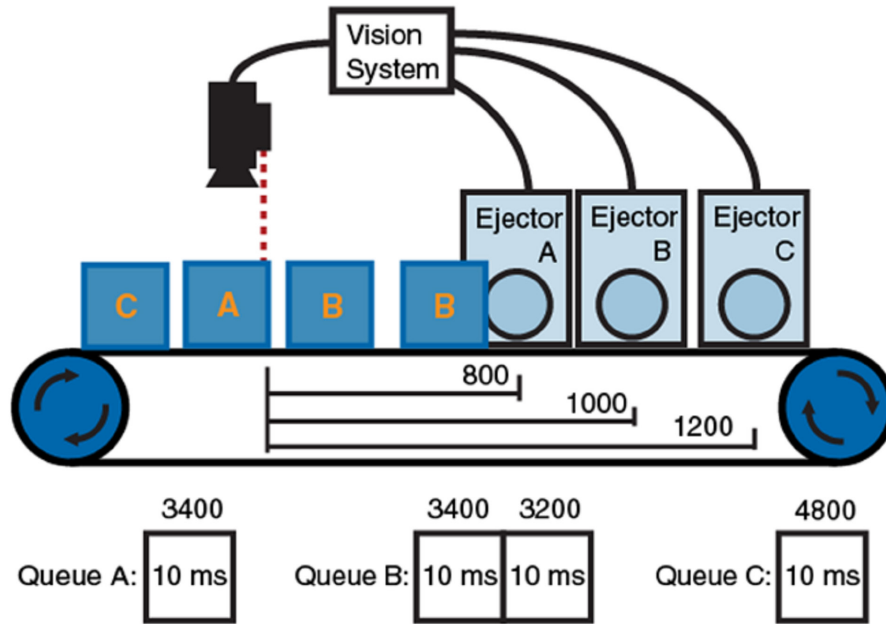 Vision
System
Ejector
A
Ejector
B
Ejector
C
C
A
B
B
800
1000
1200
3400
3400 3200
4800
Queue A: 10 ms
Queue B: 10 ms 10 ms
Queue C: 10 ms